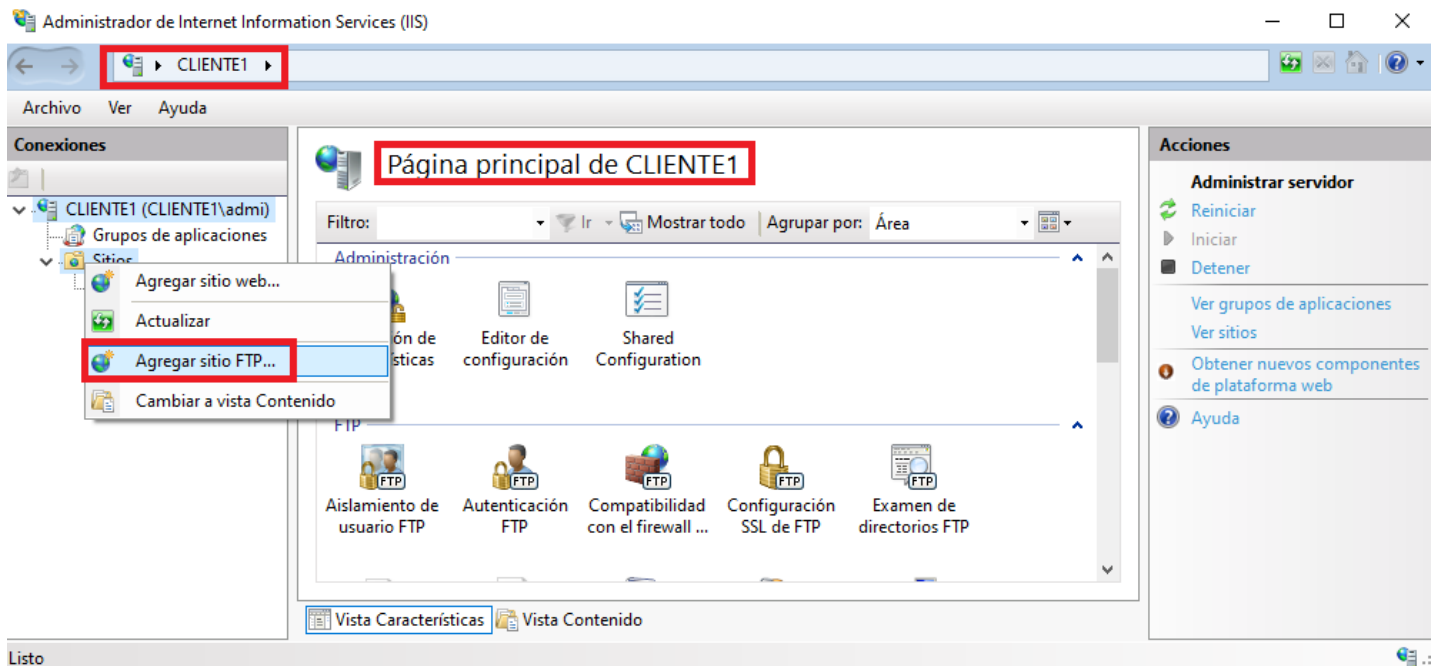 Administrador de Internet Information Services (IIS)
CLIENTE1
Archivo Ver Ayuda
Conexiones
CLIENTE1 (CLIENTE1\admi)
Grupos de aplicaciones
Sitios
Agregar sitio web...
Actualizar
Agregar sitio FTP...
Cambiar a vista Contenido
Página principal de CLIENTE1
Filtro: Ir Mostrar todo Agrupar por: Área
Administración
Editor de
configuración
Shared
Configuration
FTP
Aislamiento de
usuario FTP
Autenticación
FTP
Compatibilidad
con el firewall ...
Configuración
SSL de FTP
Examen de
directorios FTP
Vista Características Vista Contenido
Acciones
Administrar servidor
Reiniciar
Iniciar
Detener
Ver grupos de aplicaciones
Ver sitios
Obtener nuevos componentes
de plataforma web
Ayuda
Listo